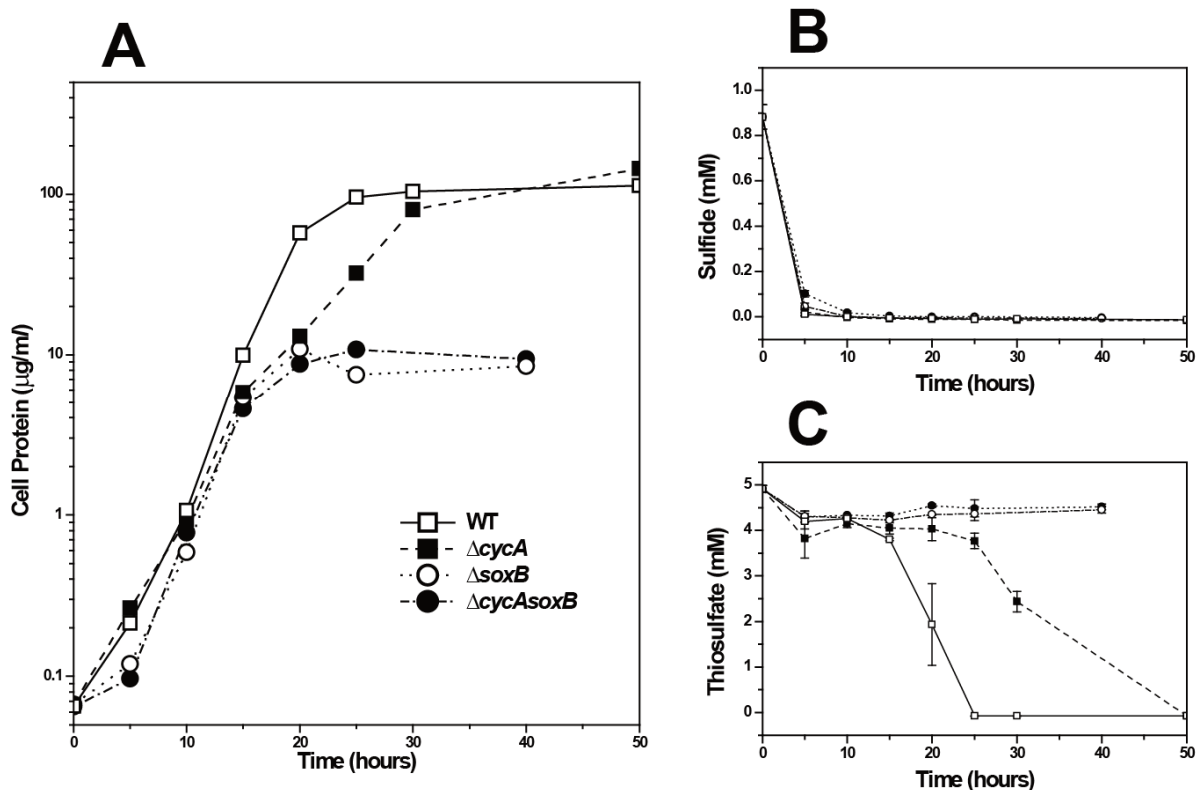 A
Cell Protein (μg/ml)
100
10
1
0.1
0
10
20
30
40
50
Time (hours)
WT
ΔcycA
ΔsoxB
ΔcycAsoxB
B
Sulfide (mM)
1.0
0.8
0.6
0.4
0.2
0.0
0
10
20
30
40
50
Time (hours)
C
Thiosulfate (mM)
5
4
3
2
1
0
0
10
20
30
40
50
Time (hours)